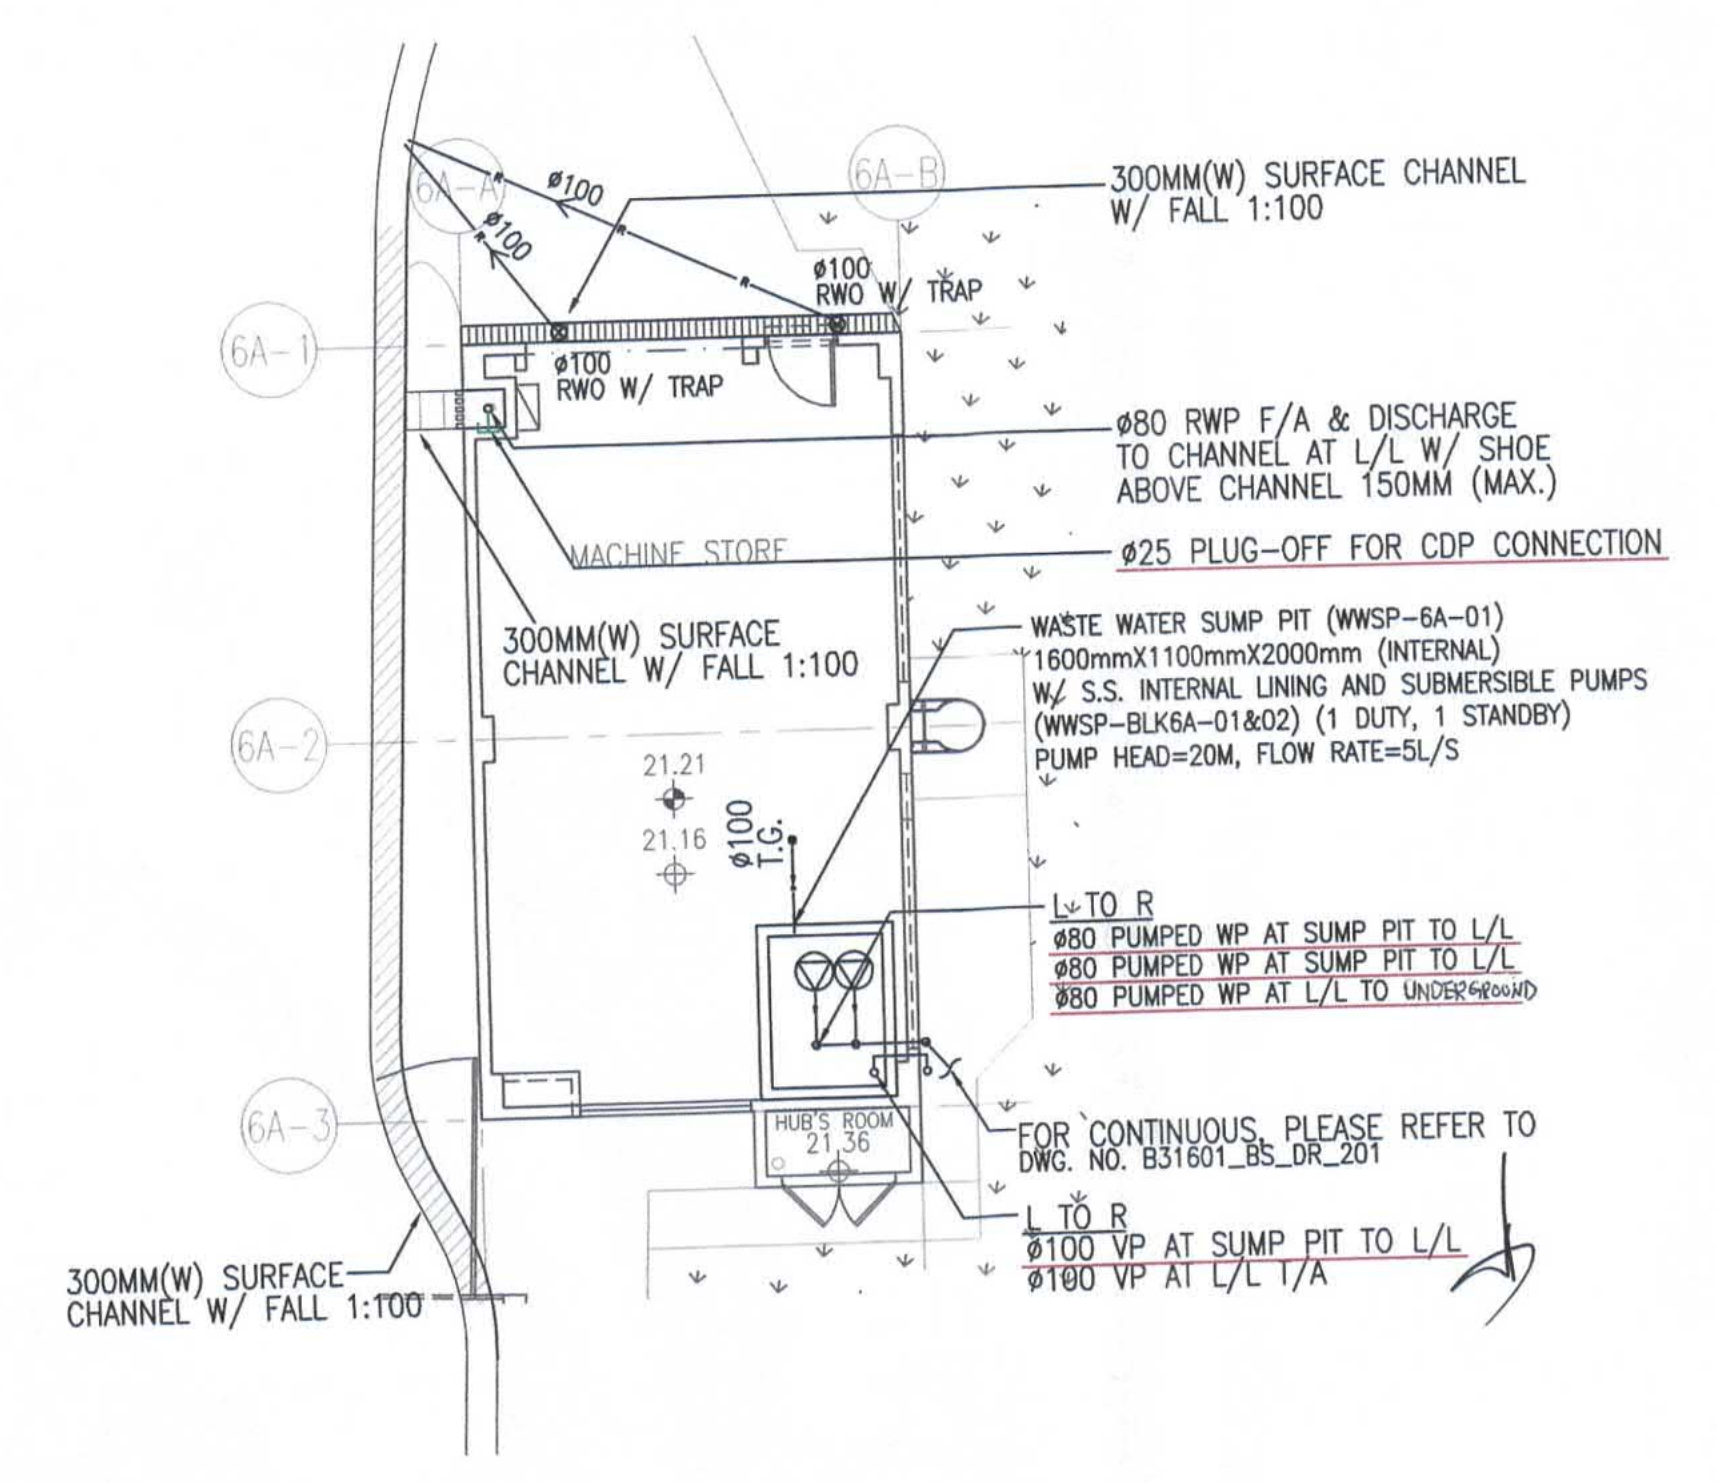 6A-A
6A-B
ø100
ø100
300MM(W) SURFACE CHANNEL
W/ FALL 1:100
ø100
RWO W/ TRAP
6A-1
ø100
RWO W/ TRAP
ø80 RWP F/A & DISCHARGE
TO CHANNEL AT L/L W/ SHOE
ABOVE CHANNEL 150MM (MAX.)
MACHINE STORE
ø25 PLUG-OFF FOR CDP CONNECTION
300MM(W) SURFACE
CHANNEL W/ FALL 1:100
WASTE WATER SUMP PIT (WWSP-6A-01)
1600mmX1100mmX2000mm (INTERNAL)
W/ S.S. INTERNAL LINING AND SUBMERSIBLE PUMPS
(WWSP-BLK6A-01&02) (1 DUTY, 1 STANDBY)
PUMP HEAD=20M, FLOW RATE=5L/S
6A-2
21.21
21.16
ø100
T.G.
L TO R
ø80 PUMPED WP AT SUMP PIT TO L/L
ø80 PUMPED WP AT SUMP PIT TO L/L
ø80 PUMPED WP AT L/L TO UNDERGROUND
6A-3
HUB'S ROOM
21.36
FOR CONTINUOUS, PLEASE REFER TO
DWG. NO. B31601_BS_DR_201
L TO R
ø100 VP AT SUMP PIT TO L/L
ø100 VP AT L/L T/A
300MM(W) SURFACE
CHANNEL W/ FALL 1:100
R
R
R
R